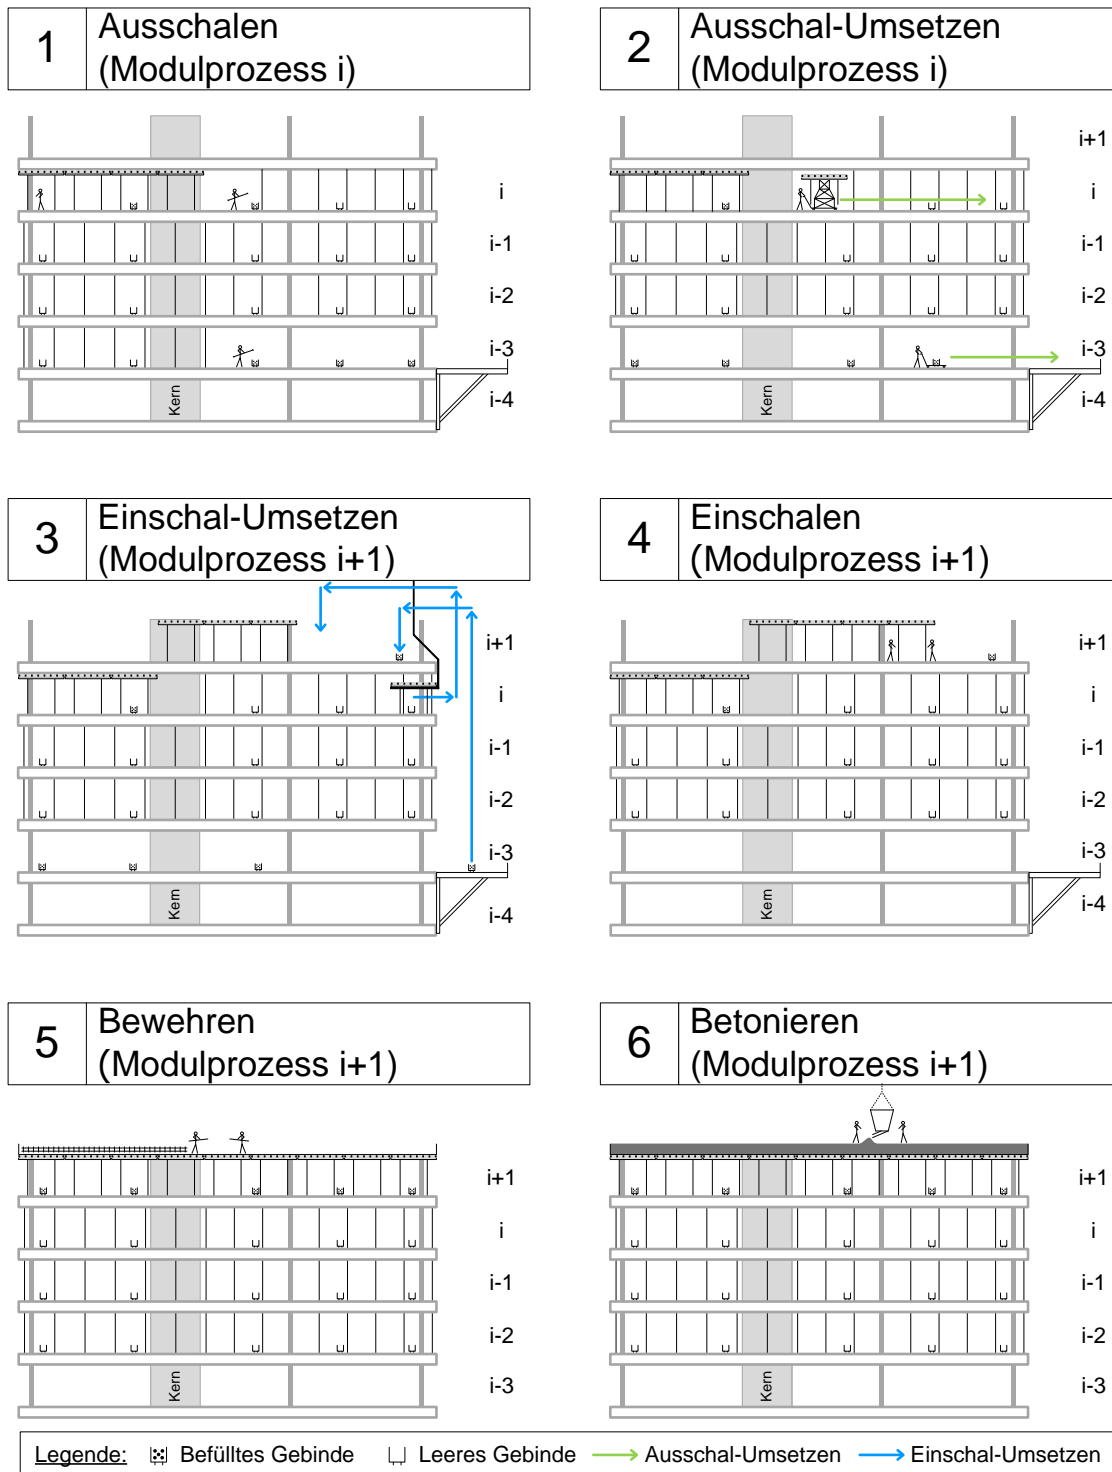 1
Ausschalen
(Modulprozess i)
2
Ausschal-Umsetzen
(Modulprozess i)
i
i-1
i-2
i-3
i-4
Kern
i+1
i
i-1
i-2
i-3
i-4
Kern
3
Einschal-Umsetzen
(Modulprozess i+1)
4
Einschalen
(Modulprozess i+1)
i+1
i
i-1
i-2
i-3
i-4
Kern
i+1
i
i-1
i-2
i-3
i-4
Kern
5
Bewehren
(Modulprozess i+1)
6
Betonieren
(Modulprozess i+1)
i+1
i
i-1
i-2
i-3
Kern
i+1
i
i-1
i-2
i-3
Kern
Legende: Befülltes Gebinde Leeres Gebinde Ausschal-Umsetzen Einschal-Umsetzen